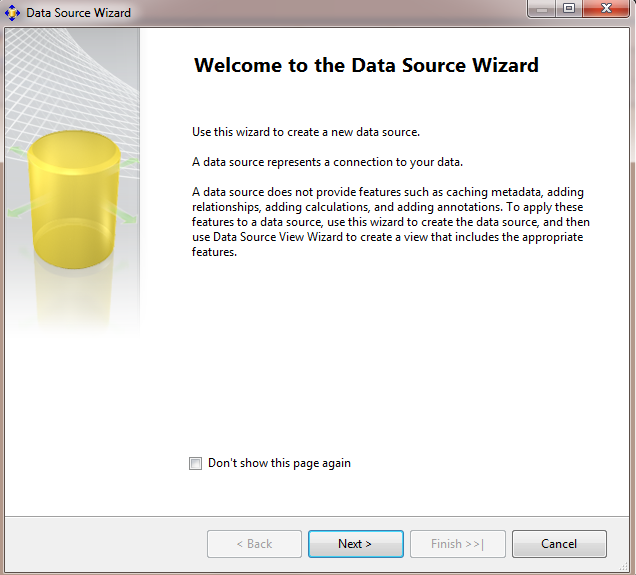 Data Source Wizard
Welcome to the Data Source Wizard
Use this wizard to create a new data source.
A data source represents a connection to your data.
A data source does not provide features such as caching metadata, adding
relationships, adding calculations, and adding annotations. To apply these
features to a data source, use this wizard to create the data source, and then
use Data Source View Wizard to create a view that includes the appropriate
features.
Don't show this page again
< Back
Next >
Finish >>|
Cancel